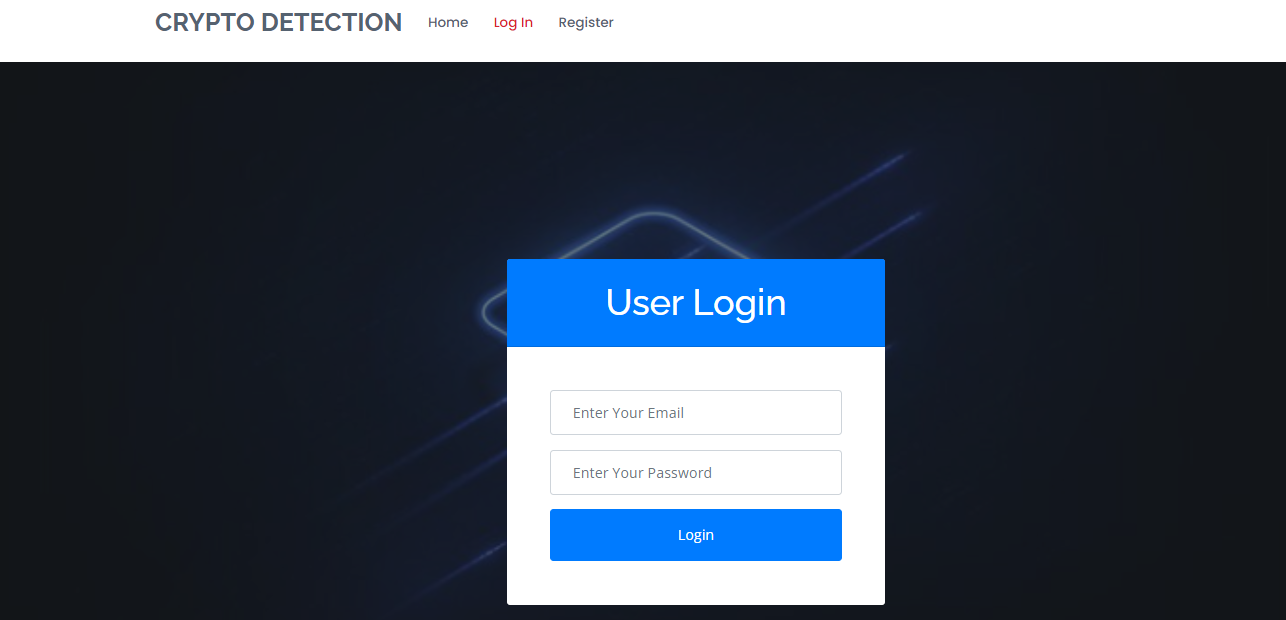 CRYPTO DETECTION Home Log In Register
User Login
Enter Your Email
Enter Your Password
Login